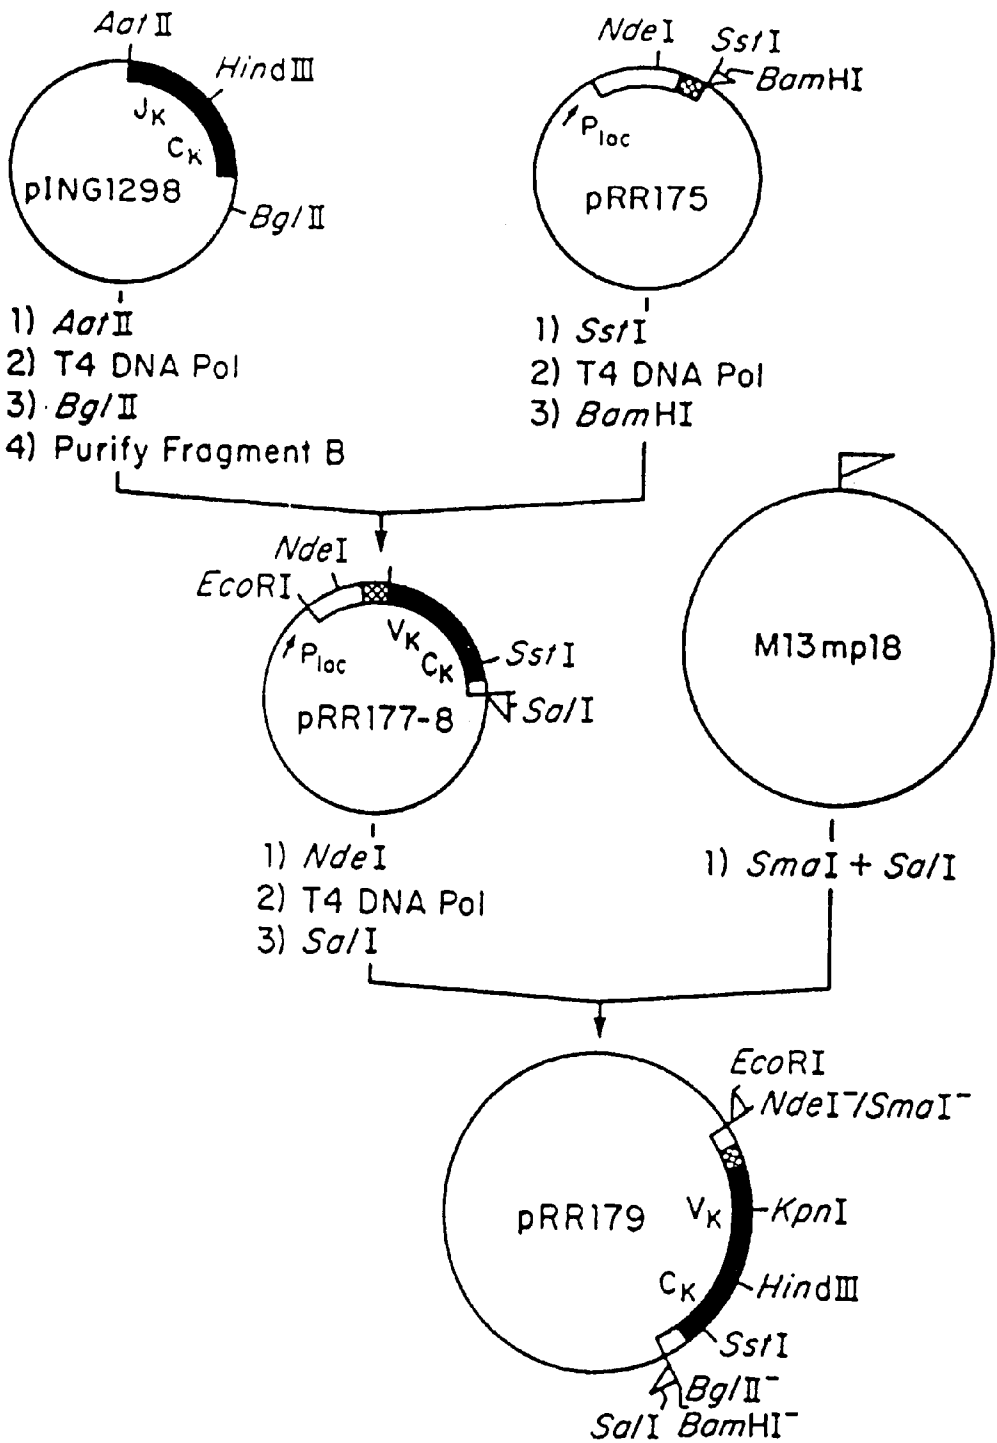 AatII
HindIII
JK
CK
pING1298
BglII
1) AatII
2) T4 DNA Pol
3) BglII
4) Purify Fragment B
NdeI
SstI
BamHI
Plac
pRR175
1) SstI
2) T4 DNA Pol
3) BamHI
NdeI
EcoRI
VK
CK
Plac
SstI
SalI
pRR177-8
M13mp18
1) NdeI
2) T4 DNA Pol
3) SalI
1) SmaI + SalI
EcoRI
NdeI⁻/SmaI⁻
VK
KpnI
pRR179
CK
HindIII
SstI
BglII⁻
SalI BamHI⁻